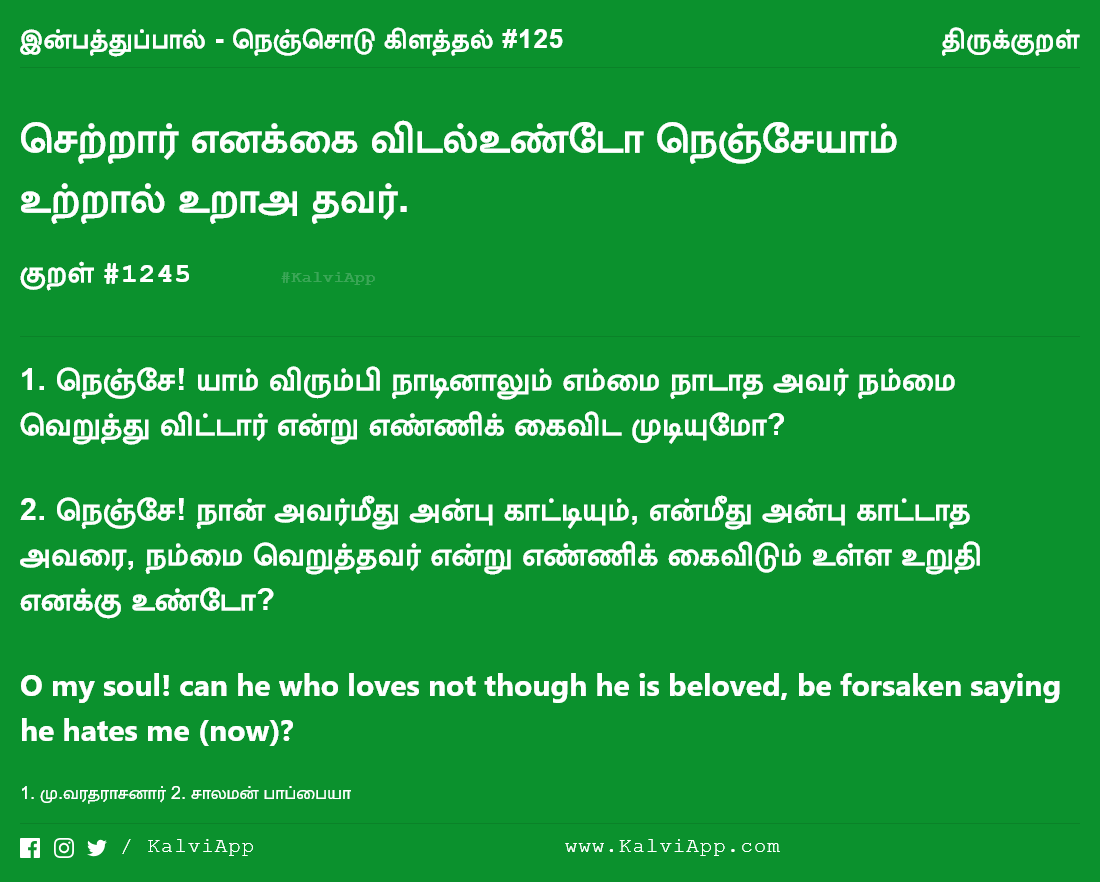 இன்பத்துப்பால் - நெஞ்சொடு கிளத்தல் #125 திருக்குறள்
செற்றார் எனக்கை விடல்உண்டோ நெஞ்சேயாம்
உற்றால் உறாஅ தவர்.
குறள் #1245 #KalviApp
1. நெஞ்சே! யாம் விரும்பி நாடினாலும் எம்மை நாடாத அவர் நம்மை
வெறுத்து விட்டார் என்று எண்ணிக் கைவிட முடியுமோ?
2. நெஞ்சே! நான் அவர்மீது அன்பு காட்டியும், என்மீது அன்பு காட்டாத
அவரை, நம்மை வெறுத்தவர் என்று எண்ணிக் கைவிடும் உள்ள உறுதி
எனக்கு உண்டோ?
O my soul! can he who loves not though he is beloved, be forsaken saying
he hates me (now)?
1. மு.வரதராசனார் 2. சாலமன் பாப்பையா
/ KalviApp www.KalviApp.com